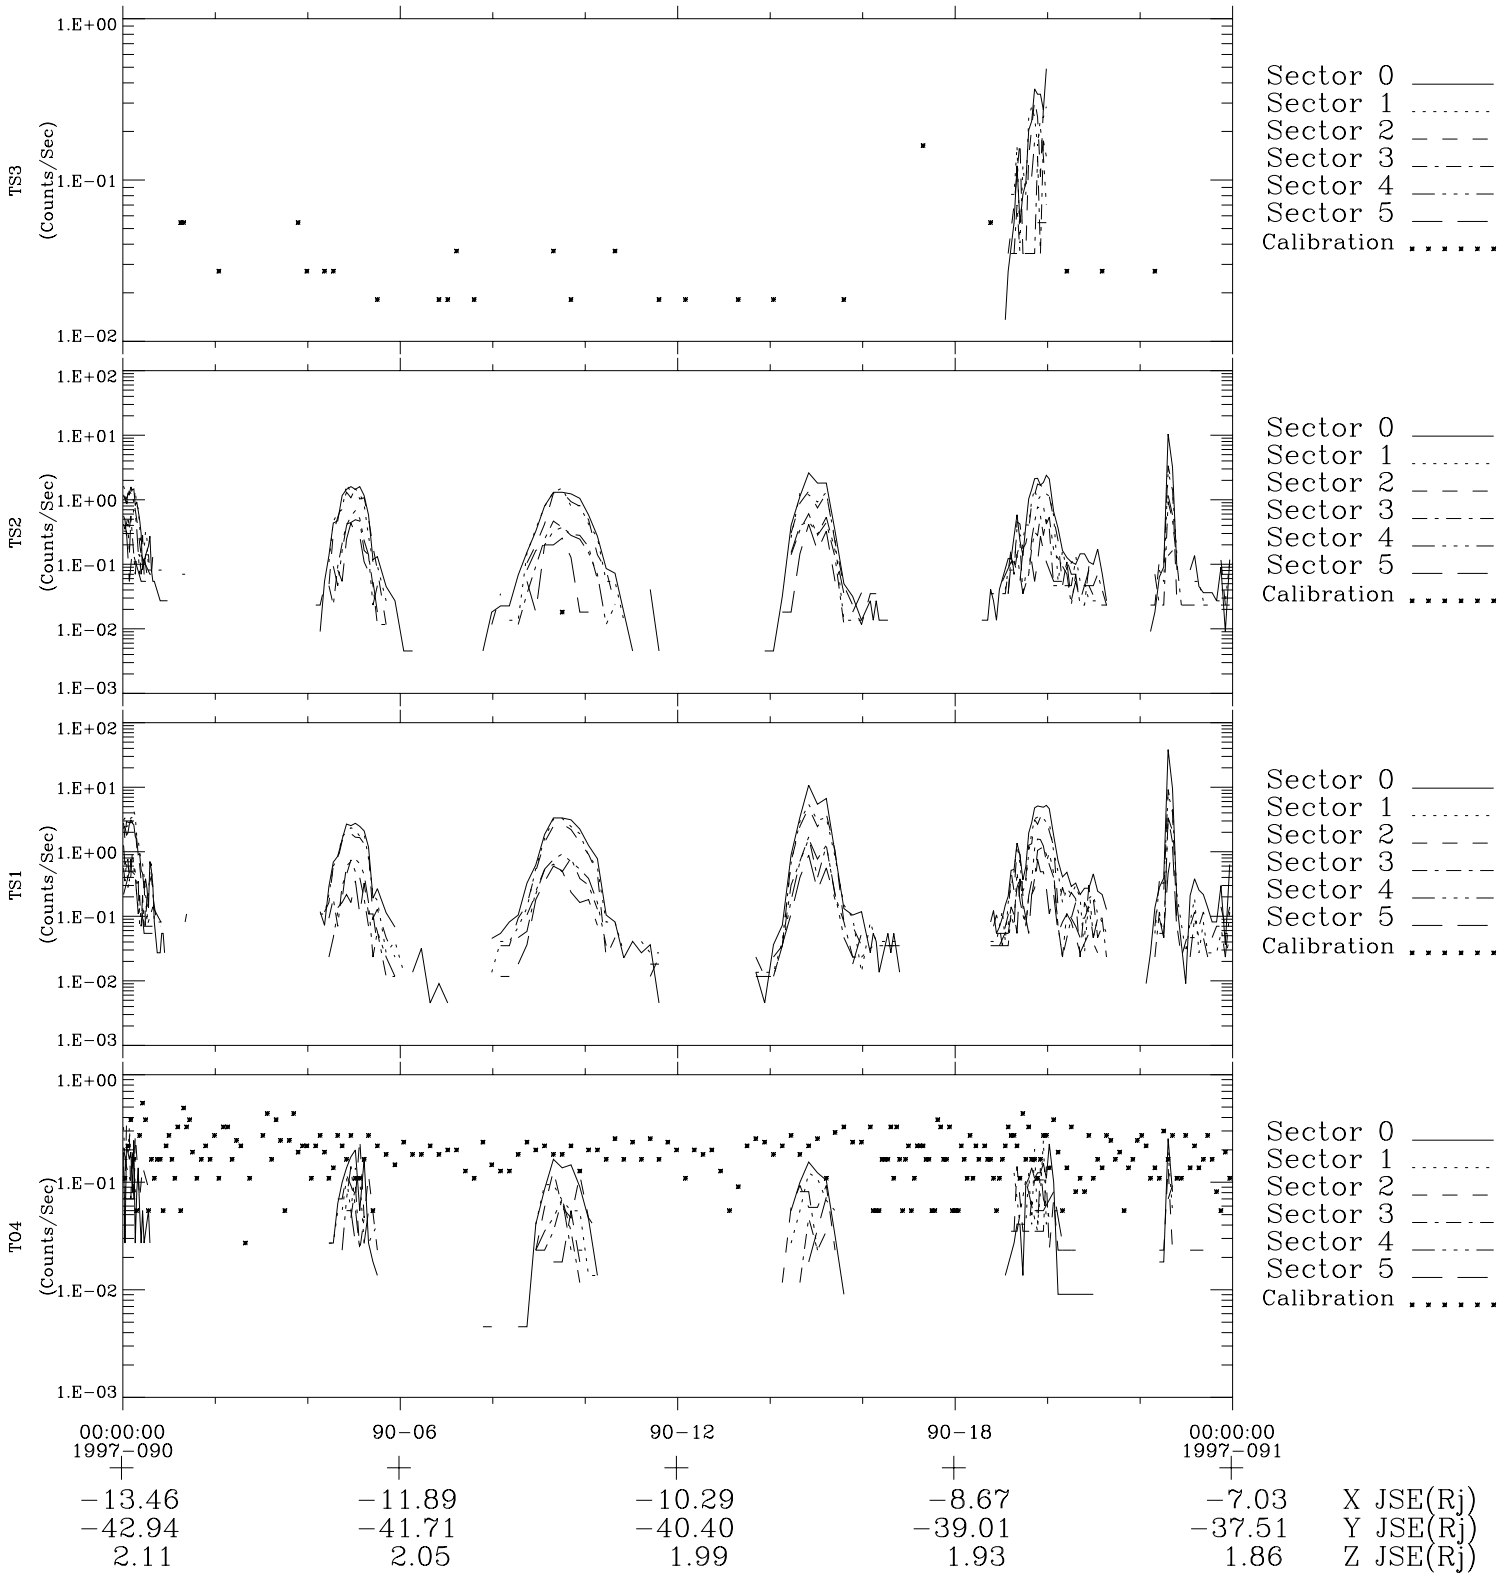 1.E+00
1.E-01
1.E-02
TS3
(Counts/Sec)
Sector 0
Sector 1
Sector 2
Sector 3
Sector 4
Sector 5
Calibration
1.E+02
1.E+01
1.E+00
1.E-01
1.E-02
1.E-03
TS2
(Counts/Sec)
Sector 0
Sector 1
Sector 2
Sector 3
Sector 4
Sector 5
Calibration
1.E+02
1.E+01
1.E+00
1.E-01
1.E-02
1.E-03
TS1
(Counts/Sec)
Sector 0
Sector 1
Sector 2
Sector 3
Sector 4
Sector 5
Calibration
1.E+00
1.E-01
1.E-02
1.E-03
TO4
(Counts/Sec)
Sector 0
Sector 1
Sector 2
Sector 3
Sector 4
Sector 5
Calibration
00:00:00 90-06 90-12 90-18 00:00:00
1997-090 1997-091
-13.46 -11.89 -10.29 -8.67 -7.03 X JSE(Rj)
-42.94 -41.71 -40.40 -39.01 -37.51 Y JSE(Rj)
2.11 2.05 1.99 1.93 1.86 Z JSE(Rj)